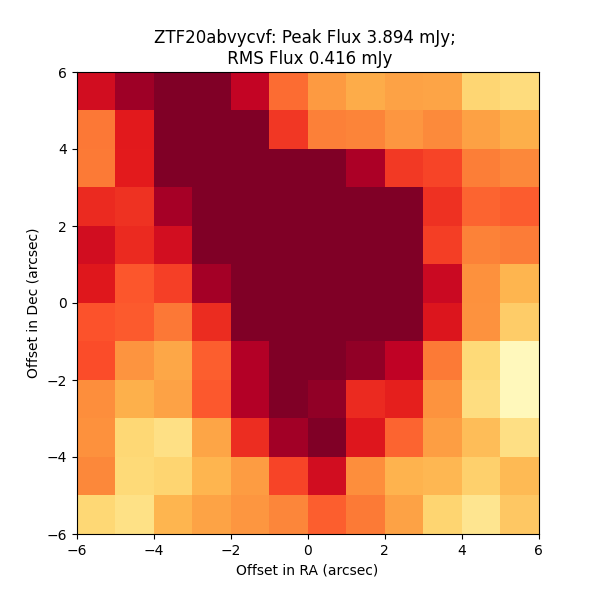 ZTF20abvycvf: Peak Flux 3.894 mJy;
RMS Flux 0.416 mJy
6
4
2
0
−2
−4
−6
Offset in Dec (arcsec)
−6 −4 −2 0 2 4 6
Offset in RA (arcsec)